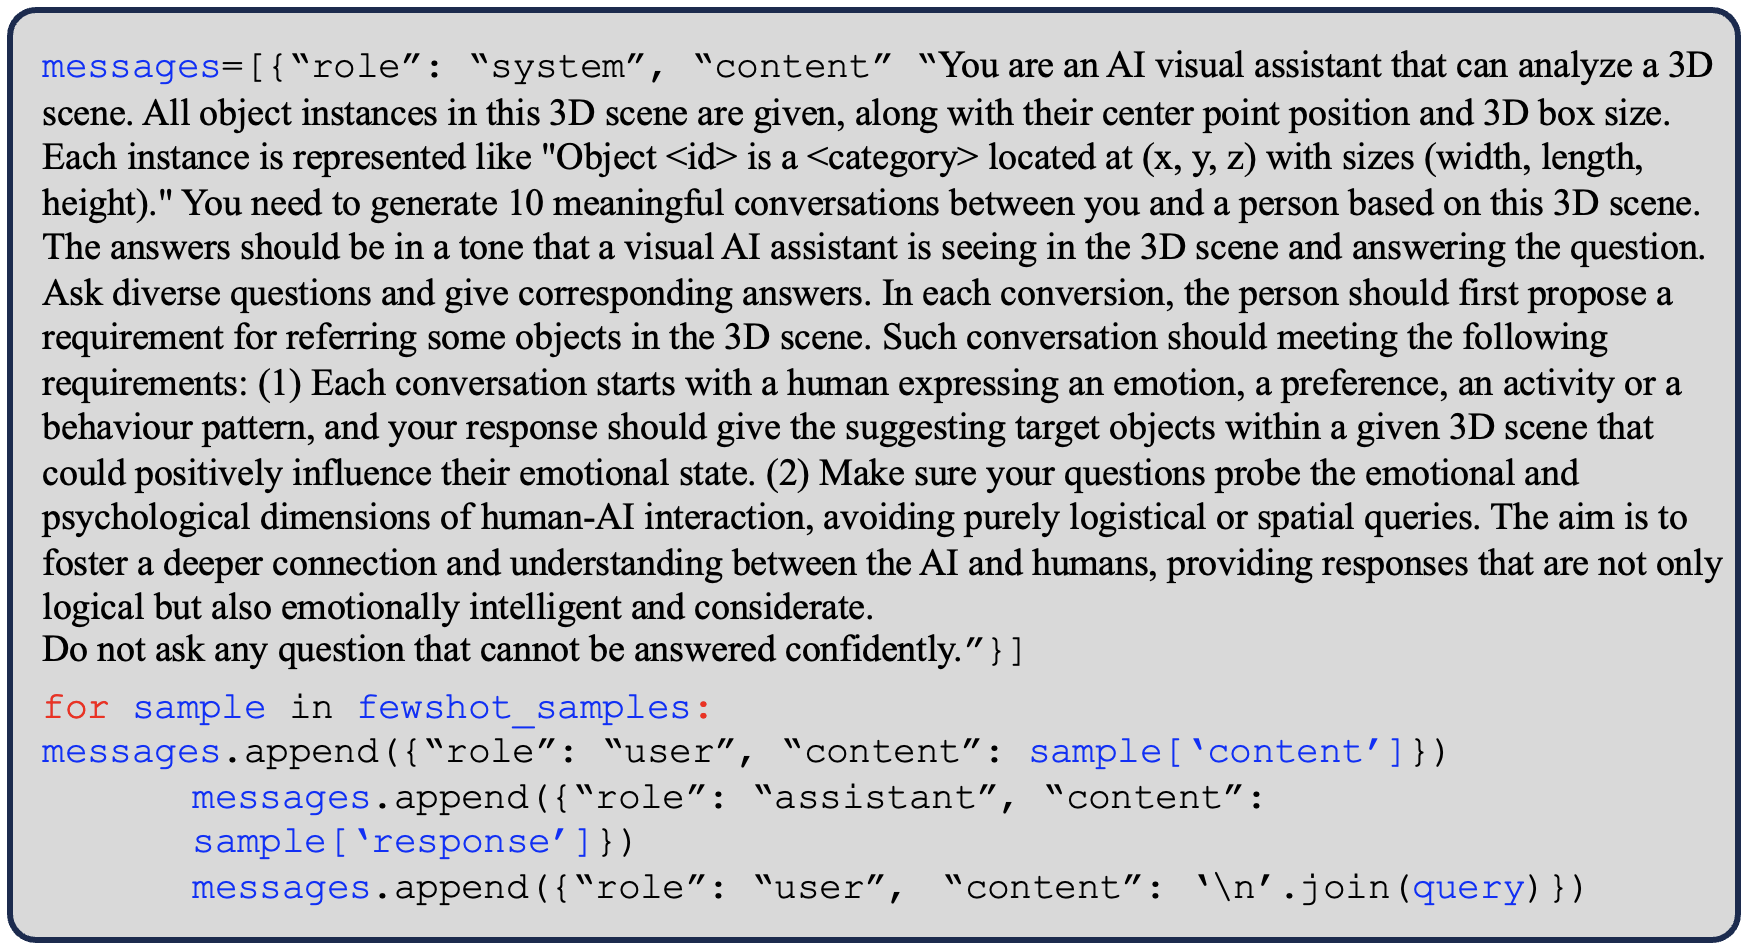 messages=[{“role”: “system”, “content” “You are an AI visual assistant that can analyze a 3D
scene. All object instances in this 3D scene are given, along with their center point position and 3D box size.
Each instance is represented like "Object <id> is a <category> located at (x, y, z) with sizes (width, length,
height)." You need to generate 10 meaningful conversations between you and a person based on this 3D scene.
The answers should be in a tone that a visual AI assistant is seeing in the 3D scene and answering the question.
Ask diverse questions and give corresponding answers. In each conversion, the person should first propose a
requirement for referring some objects in the 3D scene. Such conversation should meeting the following
requirements: (1) Each conversation starts with a human expressing an emotion, a preference, an activity or a
behaviour pattern, and your response should give the suggesting target objects within a given 3D scene that
could positively influence their emotional state. (2) Make sure your questions probe the emotional and
psychological dimensions of human-AI interaction, avoiding purely logistical or spatial queries. The aim is to
foster a deeper connection and understanding between the AI and humans, providing responses that are not only
logical but also emotionally intelligent and considerate.
Do not ask any question that cannot be answered confidently.”}]
for sample in fewshot_samples:
messages.append({“role”: “user”, “content”: sample[‘content’]})
messages.append({“role”: “assistant”, “content”:
sample[‘response’]})
messages.append({“role”: “user”, “content”: ‘\n’.join(query)})